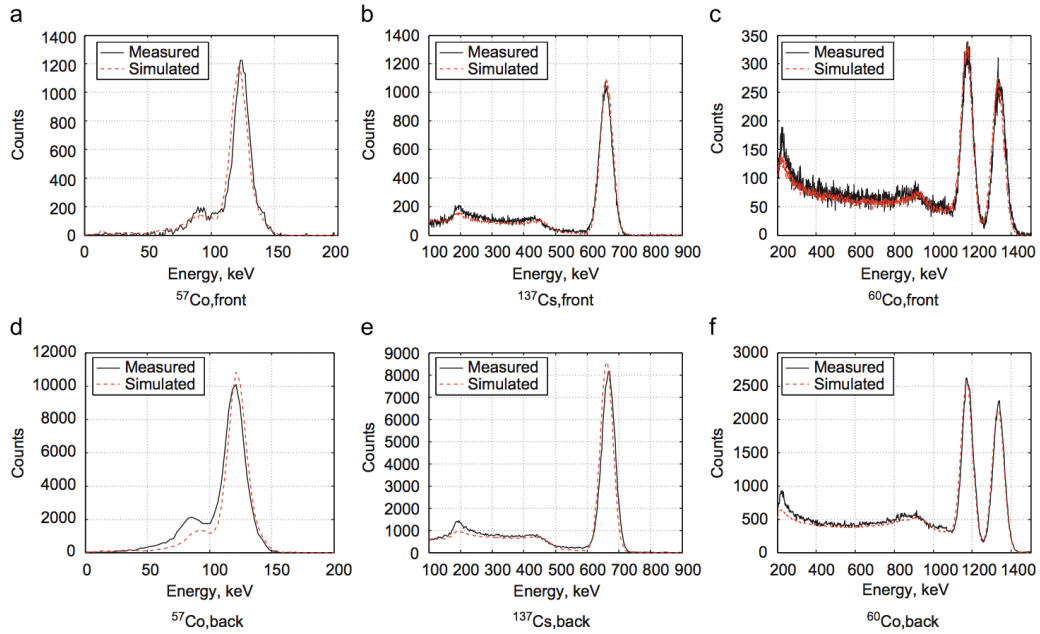 a
1400
1200
1000
800
600
400
200
0
Counts
Measured
Simulated
0 50 100 150 200
Energy, keV
⁵⁷Co,front
b
1400
1200
1000
800
600
400
200
0
Counts
Measured
Simulated
100 200 300 400 500 600 700 800 900
Energy, keV
¹³⁷Cs,front
c
350
300
250
200
150
100
50
0
Counts
Measured
Simulated
200 400 600 800 1000 1200 1400
Energy, keV
⁶⁰Co,front
d
12000
10000
8000
6000
4000
2000
0
Counts
Measured
Simulated
0 50 100 150 200
Energy, keV
⁵⁷Co,back
e
9000
8000
7000
6000
5000
4000
3000
2000
1000
0
Counts
Measured
Simulated
100 200 300 400 500 600 700 800 900
Energy, keV
¹³⁷Cs,back
f
3000
2500
2000
1500
1000
500
0
Counts
Measured
Simulated
200 400 600 800 1000 1200 1400
Energy, keV
⁶⁰Co,back